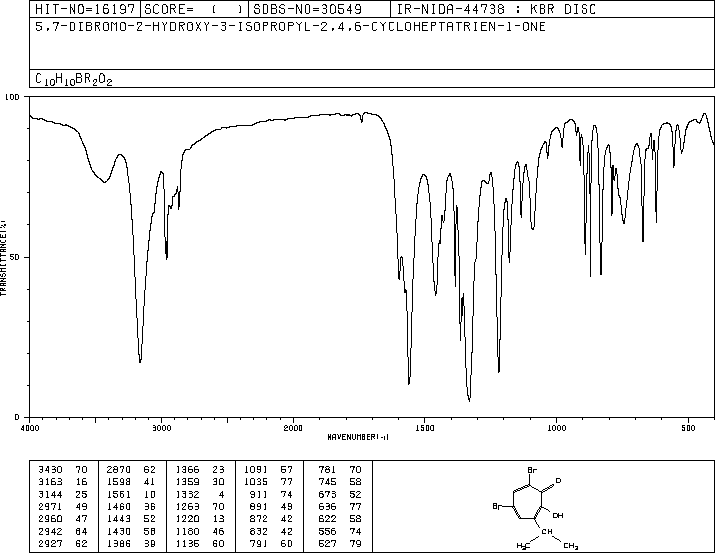 HIT-NO=16197 SCORE= ( ) SDBS-NO=30549 IR-NIDA-44738 : KBR DISC
5,7-DIBROMO-2-HYDROXY-3-ISOPROPYL-2,4,6-CYCLOHEPTATRIEN-1-ONE
C10H10BR2O2
100
50
0
TRANSMITTANCE(%)
4000 3000 2000 1500 1000 500
WAVENUMBER(-1)
3430 70 2870 62 1366 23 1091 57 781 70
3163 16 1598 41 1359 30 1035 77 745 58
3144 25 1561 10 1332 4 911 74 673 52
2971 49 1460 36 1263 70 891 49 636 77
2960 47 1443 52 1220 13 872 42 622 58
2942 64 1430 58 1180 46 832 42 556 74
2927 62 1386 39 1135 60 791 60 527 79
Br
O
Br
OH
CH
H3C CH3